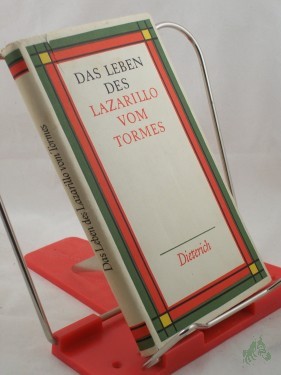 DAS LEBEN
DES
LAZARILLO
VOM
TORMES
Dieterich
Das Leben des Lazarillo vom Tormes